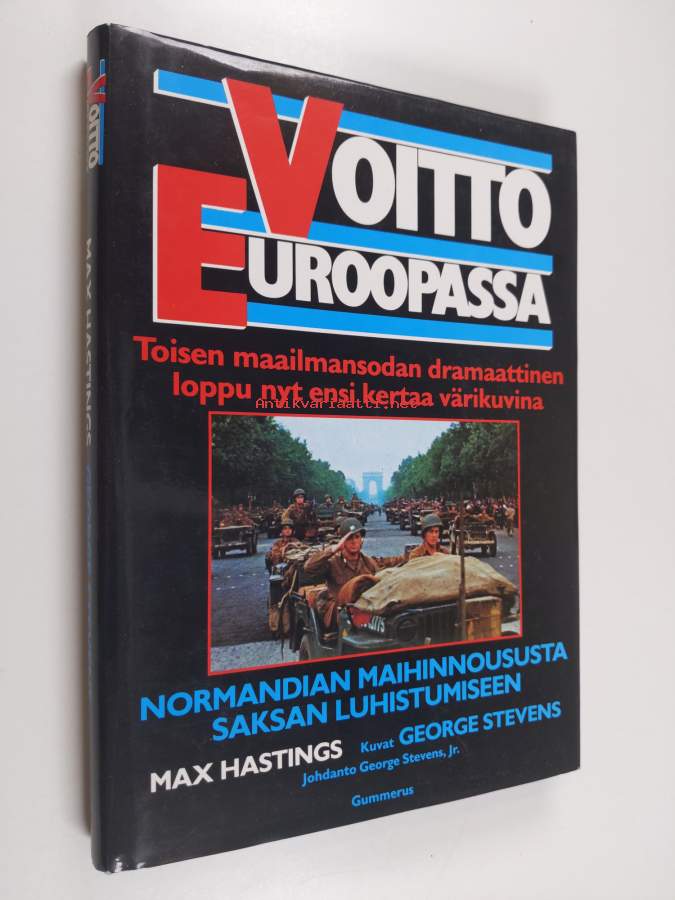 VOITTO
EUROOPASSA
Toisen maailmansodan dramaattinen
loppu nyt ensi kertaa värikuvina
Antikvariaatti.net
NORMANDIAN MAIHINNOUSUSTA
SAKSAN LUHISTUMISEEN
MAX HASTINGS Kuvat GEORGE STEVENS
Johdanto George Stevens, Jr.
Gummerus
VOITTO
MAX HASTINGS